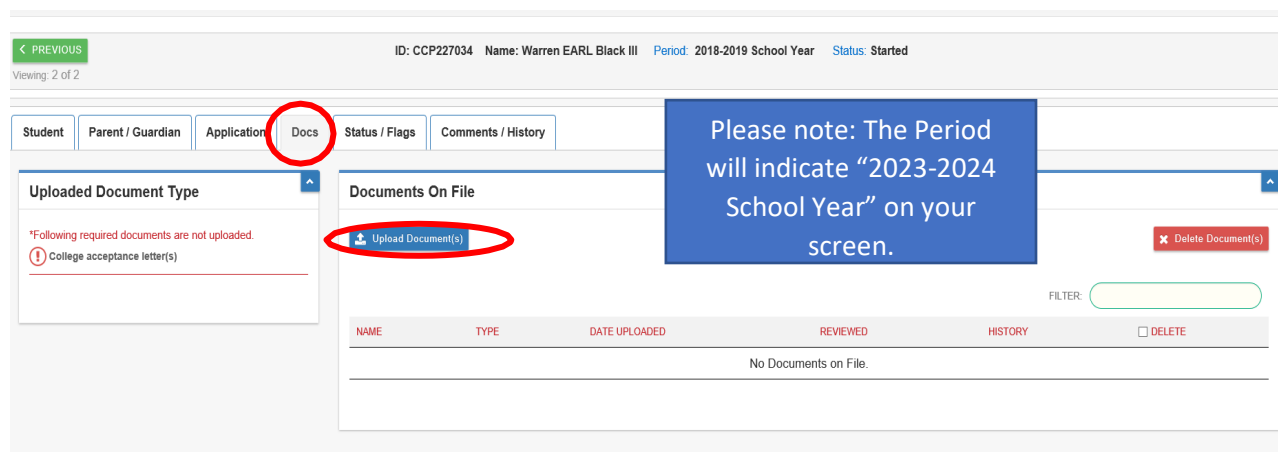 < PREVIOUS
ID: CCP227034 Name: Warren EARL Black III Period: 2018-2019 School Year Status: Started
Viewing: 2 of 2
Student Parent / Guardian Application Docs Status / Flags Comments / History
Please note: The Period
will indicate “2023-2024
School Year” on your
screen.
Uploaded Document Type
*Following required documents are not uploaded.
! College acceptance letter(s)
Documents On File
Upload Document(s)
× Delete Document(s)
FILTER:
NAME TYPE DATE UPLOADED REVIEWED HISTORY DELETE
No Documents on File.